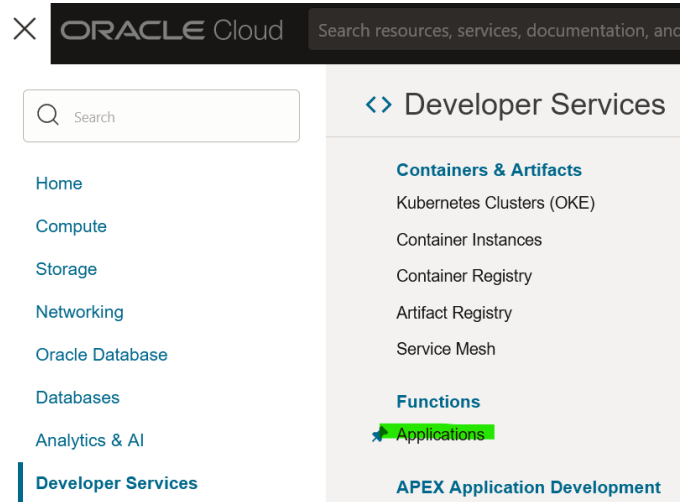 ORACLE Cloud
Search resources, services, documentation, and
Search
Home
Compute
Storage
Networking
Oracle Database
Databases
Analytics & AI
Developer Services
Developer Services
Containers & Artifacts
Kubernetes Clusters (OKE)
Container Instances
Container Registry
Artifact Registry
Service Mesh
Functions
Applications
APEX Application Development